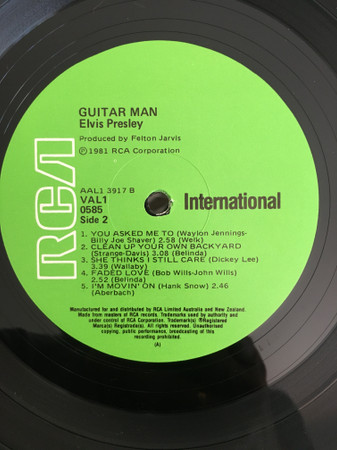 GUITAR MAN
Elvis Presley
Produced by Felton Jarvis
℗1981 RCA Corporation
RCA
AAL1 3917 B
VAL1
0585
Side 2
International
1. YOU ASKED ME TO (Waylon Jennings-
Billy Joe Shaver) 2.58 (Welk)
2. CLEAN UP YOUR OWN BACKYARD
(Strange-Davis) 3.08 (Belinda)
3. SHE THINKS I STILL CARE (Dickey Lee)
3.39 (Wallaby)
4. FADED LOVE (Bob Wills-John Wills)
2.52 (Belinda)
5. I'M MOVIN' ON (Hank Snow) 2.46
(Aberbach)
Manufactured for and distributed by RCA Limited Australia and New Zealand.
Made from masters of RCA records. Trademarks used by authority and
under control of RCA Corporation. Trademark(s) ®Registered
Marca(s) Registrada(s). All rights reserved. Unauthorised
copying, public performance, broadcasting of this
recording prohibited.
(A)